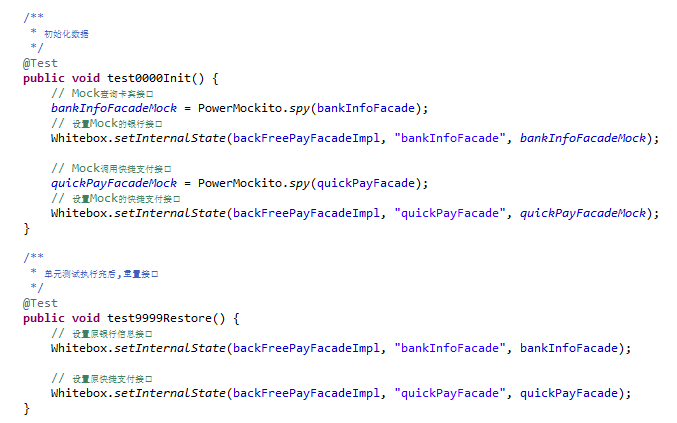 /**
 * 初始化数据
 */
@Test
public void test0000Init() {
    // Mock查询卡宾接口
    bankInfoFacadeMock = PowerMockito.spy(bankInfoFacade);
    // 设置Mock的银行接口
    Whitebox.setInternalState(backFreePayFacadeImpl, "bankInfoFacade", bankInfoFacadeMock);

    // Mock调用快捷支付接口
    quickPayFacadeMock = PowerMockito.spy(quickPayFacade);
    // 设置Mock的快捷支付接口
    Whitebox.setInternalState(backFreePayFacadeImpl, "quickPayFacade", quickPayFacadeMock);
}

/**
 * 单元测试执行完后,重置接口
 */
@Test
public void test9999Restore() {
    // 设置原银行信息接口
    Whitebox.setInternalState(backFreePayFacadeImpl, "bankInfoFacade", bankInfoFacade);

    // 设置原快捷支付接口
    Whitebox.setInternalState(backFreePayFacadeImpl, "quickPayFacade", quickPayFacade);
}